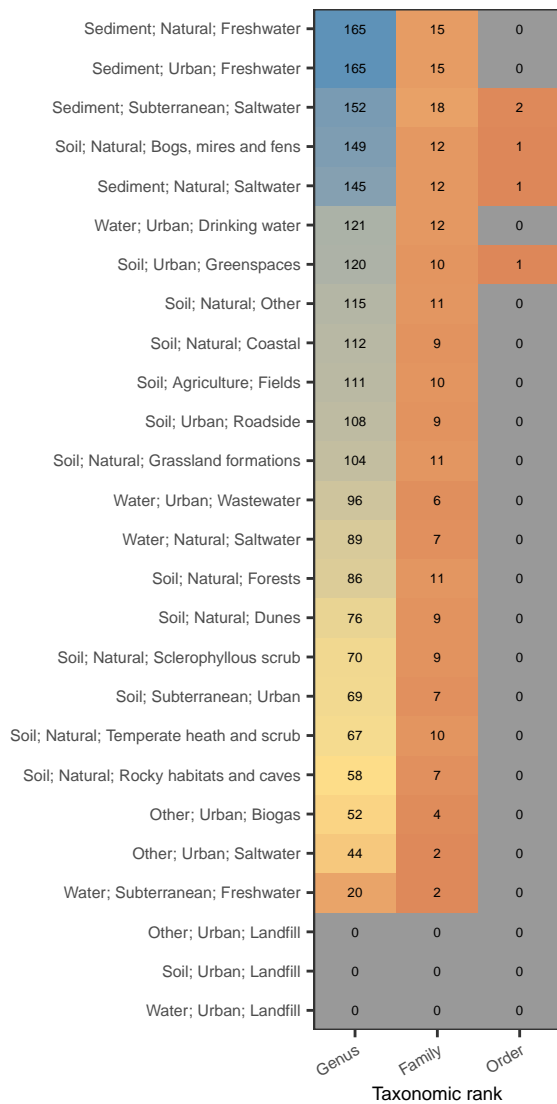 Sediment; Natural; Freshwater 165 15 0
Sediment; Urban; Freshwater 165 15 0
Sediment; Subterranean; Saltwater 152 18 2
Soil; Natural; Bogs, mires and fens 149 12 1
Sediment; Natural; Saltwater 145 12 1
Water; Urban; Drinking water 121 12 0
Soil; Urban; Greenspaces 120 10 1
Soil; Natural; Other 115 11 0
Soil; Natural; Coastal 112 9 0
Soil; Agriculture; Fields 111 10 0
Soil; Urban; Roadside 108 9 0
Soil; Natural; Grassland formations 104 11 0
Water; Urban; Wastewater 96 6 0
Water; Natural; Saltwater 89 7 0
Soil; Natural; Forests 86 11 0
Soil; Natural; Dunes 76 9 0
Soil; Natural; Sclerophyllous scrub 70 9 0
Soil; Subterranean; Urban 69 7 0
Soil; Natural; Temperate heath and scrub 67 10 0
Soil; Natural; Rocky habitats and caves 58 7 0
Other; Urban; Biogas 52 4 0
Other; Urban; Saltwater 44 2 0
Water; Subterranean; Freshwater 20 2 0
Other; Urban; Landfill 0 0 0
Soil; Urban; Landfill 0 0 0
Water; Urban; Landfill 0 0 0
Genus Family Order
Taxonomic rank